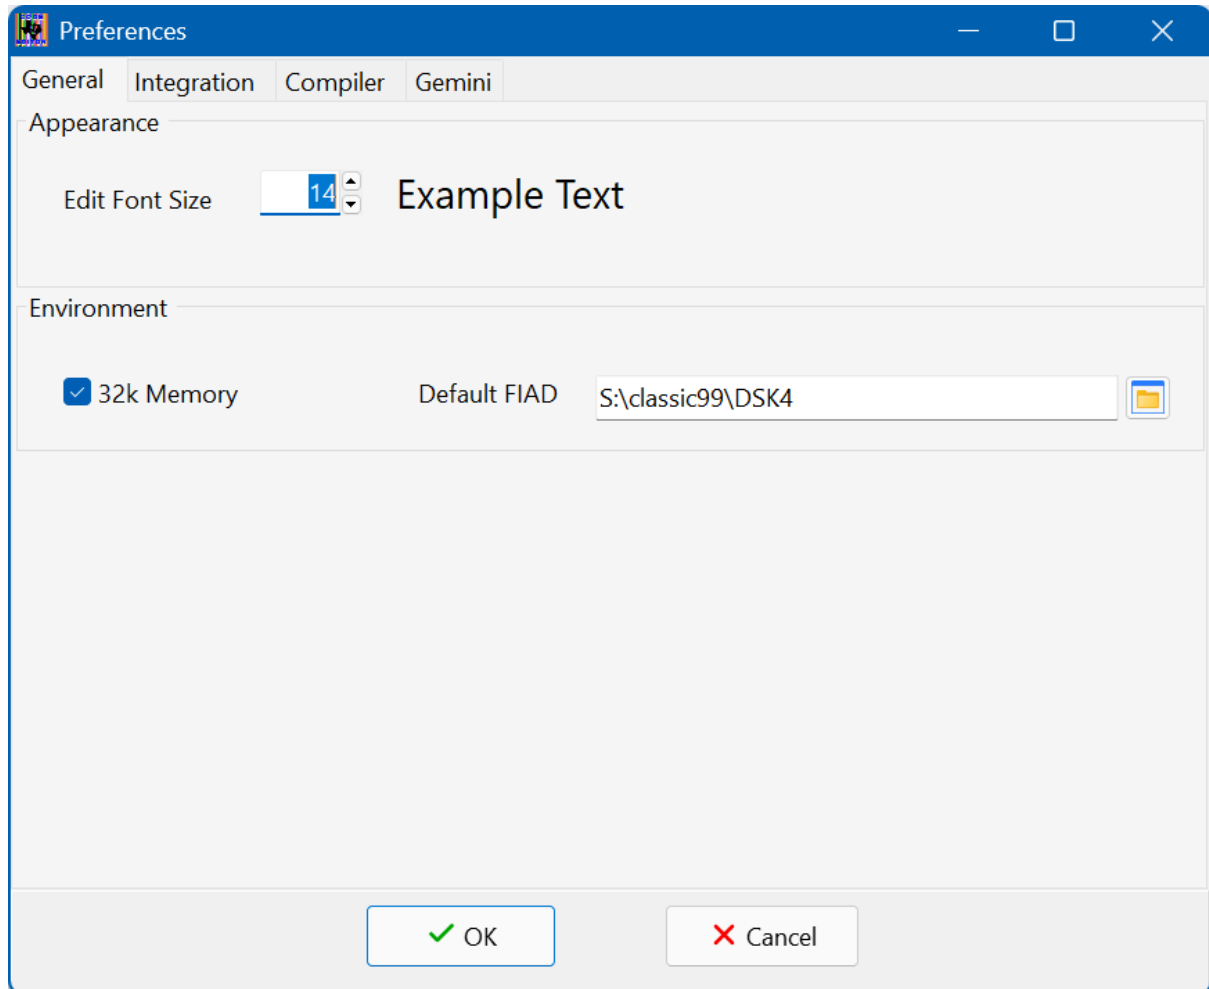 Preferences
General Integration Compiler Gemini
Appearance
Edit Font Size 14 Example Text
Environment
32k Memory Default FIAD S:\classic99\DSK4
OK Cancel